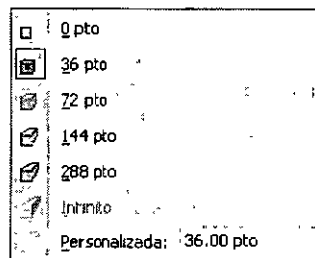 0 pto
36 pto
72 pto
144 pto
288 pto
Infinito
Personalizada: 36.00 pto